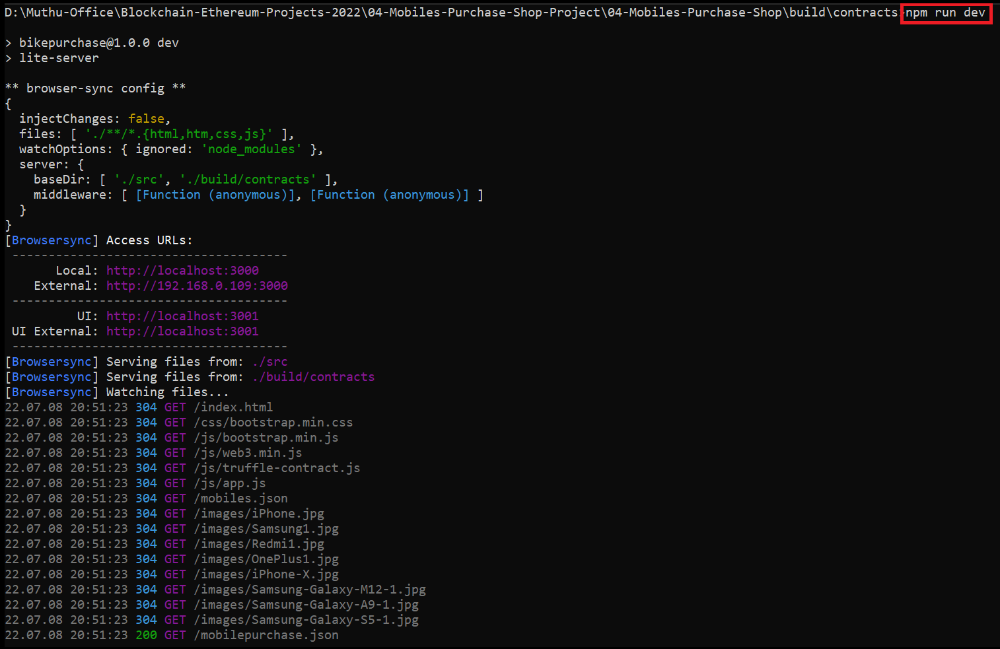 D:\Muthu-Office\Blockchain-Ethereum-Projects-2022\04-Mobiles-Purchase-Shop-Project\04-Mobiles-Purchase-Shop\build\contracts>npm run dev
> bikepurchase@1.0.0 dev
> lite-server
** browser-sync config **
{
  injectChanges: false,
  files: [ './**/*.{html,htm,css,js}' ],
  watchOptions: { ignored: 'node_modules' },
  server: {
    baseDir: [ './src', './build/contracts' ],
    middleware: [ [Function (anonymous)], [Function (anonymous)] ]
  }
}
[Browsersync] Access URLs:
 --------------------------------------
       Local: http://localhost:3000
    External: http://192.168.0.109:3000
 --------------------------------------
          UI: http://localhost:3001
 UI External: http://localhost:3001
 --------------------------------------
[Browsersync] Serving files from: ./src
[Browsersync] Serving files from: ./build/contracts
[Browsersync] Watching files...
22.07.08 20:51:23 304 GET /index.html
22.07.08 20:51:23 304 GET /css/bootstrap.min.css
22.07.08 20:51:23 304 GET /js/bootstrap.min.js
22.07.08 20:51:23 304 GET /js/web3.min.js
22.07.08 20:51:23 304 GET /js/truffle-contract.js
22.07.08 20:51:23 304 GET /js/app.js
22.07.08 20:51:23 304 GET /mobiles.json
22.07.08 20:51:23 304 GET /images/iPhone.jpg
22.07.08 20:51:23 304 GET /images/Samsung1.jpg
22.07.08 20:51:23 304 GET /images/Redmi1.jpg
22.07.08 20:51:23 304 GET /images/OnePlus1.jpg
22.07.08 20:51:23 304 GET /images/iPhone-X.jpg
22.07.08 20:51:23 304 GET /images/Samsung-Galaxy-M12-1.jpg
22.07.08 20:51:23 304 GET /images/Samsung-Galaxy-A9-1.jpg
22.07.08 20:51:23 304 GET /images/Samsung-Galaxy-S5-1.jpg
22.07.08 20:51:23 200 GET /mobilepurchase.json